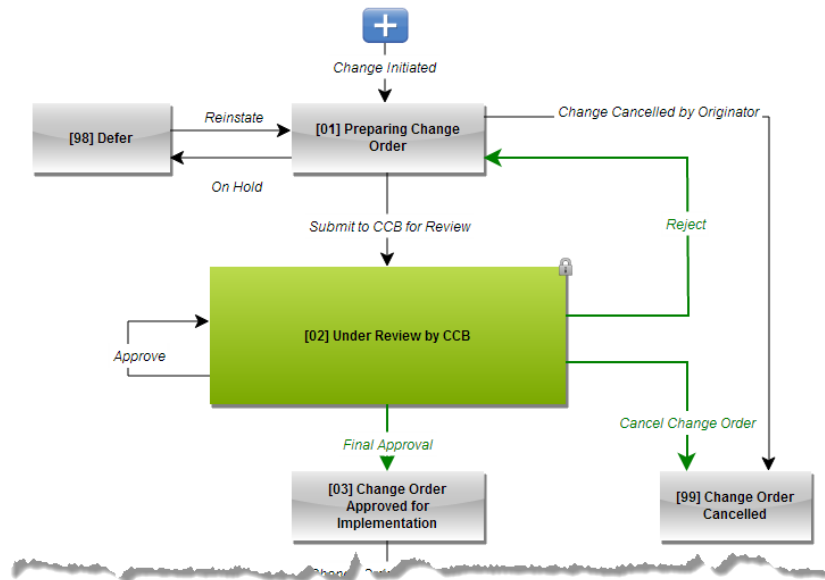 Change Initiated
Reinstate
Change Cancelled by Originator
[98] Defer
[01] Preparing Change
Order
On Hold
Submit to CCB for Review
Reject
[02] Under Review by CCB
Approve
Cancel Change Order
Final Approval
[03] Change Order
Approved for
Implementation
[99] Change Order
Cancelled